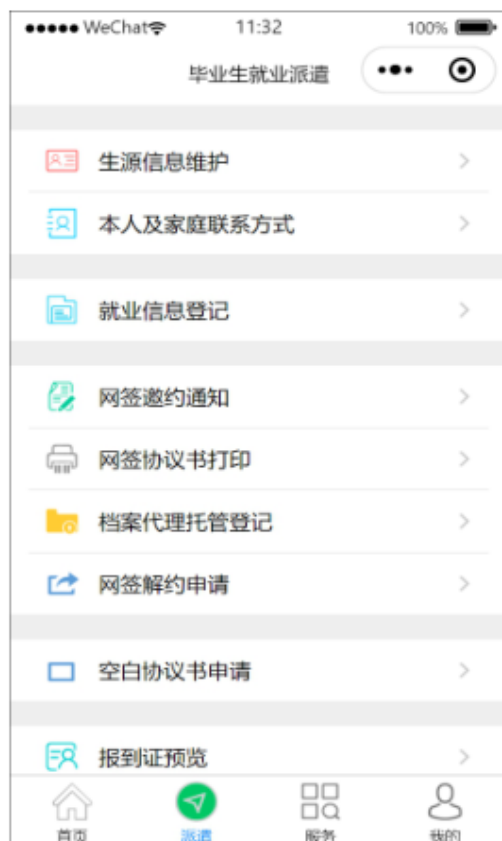 WeChat 11:32 100%
毕业生就业派遣
生源信息维护
本人及家庭联系方式
就业信息登记
网签邀约通知
网签协议书打印
档案代理托管登记
网签解约申请
空白协议书申请
报到证预览
首页 派遣 服务 我的